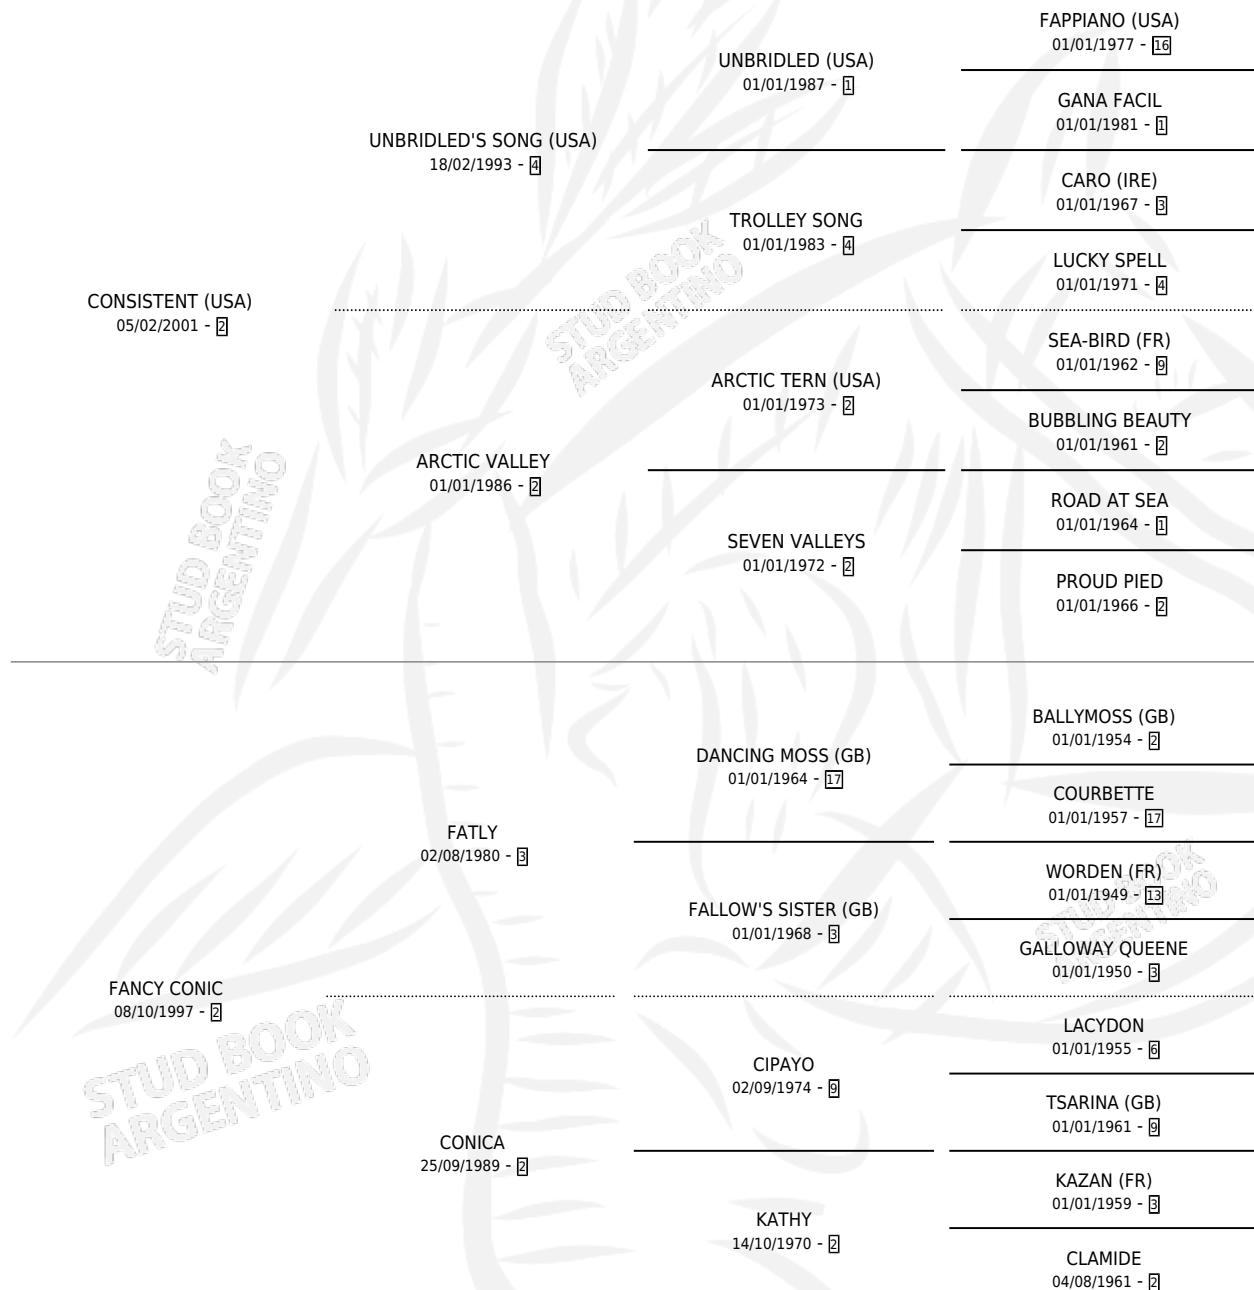 FAPPIANO (USA)
01/01/1977 - 16
UNBRIDLED (USA)
01/01/1987 - 1
GANA FACIL
01/01/1981 - 1
UNBRIDLED'S SONG (USA)
18/02/1993 - 4
CARO (IRE)
01/01/1967 - 3
TROLLEY SONG
01/01/1983 - 4
LUCKY SPELL
01/01/1971 - 4
CONSISTENT (USA)
05/02/2001 - 2
SEA-BIRD (FR)
01/01/1962 - 9
ARCTIC TERN (USA)
01/01/1973 - 2
BUBBLING BEAUTY
01/01/1961 - 2
ARCTIC VALLEY
01/01/1986 - 2
ROAD AT SEA
01/01/1964 - 1
SEVEN VALLEYS
01/01/1972 - 2
PROUD PIED
01/01/1966 - 2
BALLYMOSS (GB)
01/01/1954 - 2
DANCING MOSS (GB)
01/01/1964 - 17
COURBETTE
01/01/1957 - 17
FATLY
02/08/1980 - 3
WORDEN (FR)
01/01/1949 - 13
FALLOW'S SISTER (GB)
01/01/1968 - 3
GALLOWAY QUEENE
01/01/1950 - 3
FANCY CONIC
08/10/1997 - 2
LACYDON
01/01/1955 - 6
CIPAYO
02/09/1974 - 9
TSARINA (GB)
01/01/1961 - 9
CONICA
25/09/1989 - 2
KAZAN (FR)
01/01/1959 - 3
KATHY
14/10/1970 - 2
CLAMIDE
04/08/1961 - 2
STUD BOOK
ARGENTINO
STUD BOOK
ARGENTINO
STUD BOOK
ARGENTINO
STUD BOOK
ARGENTINO